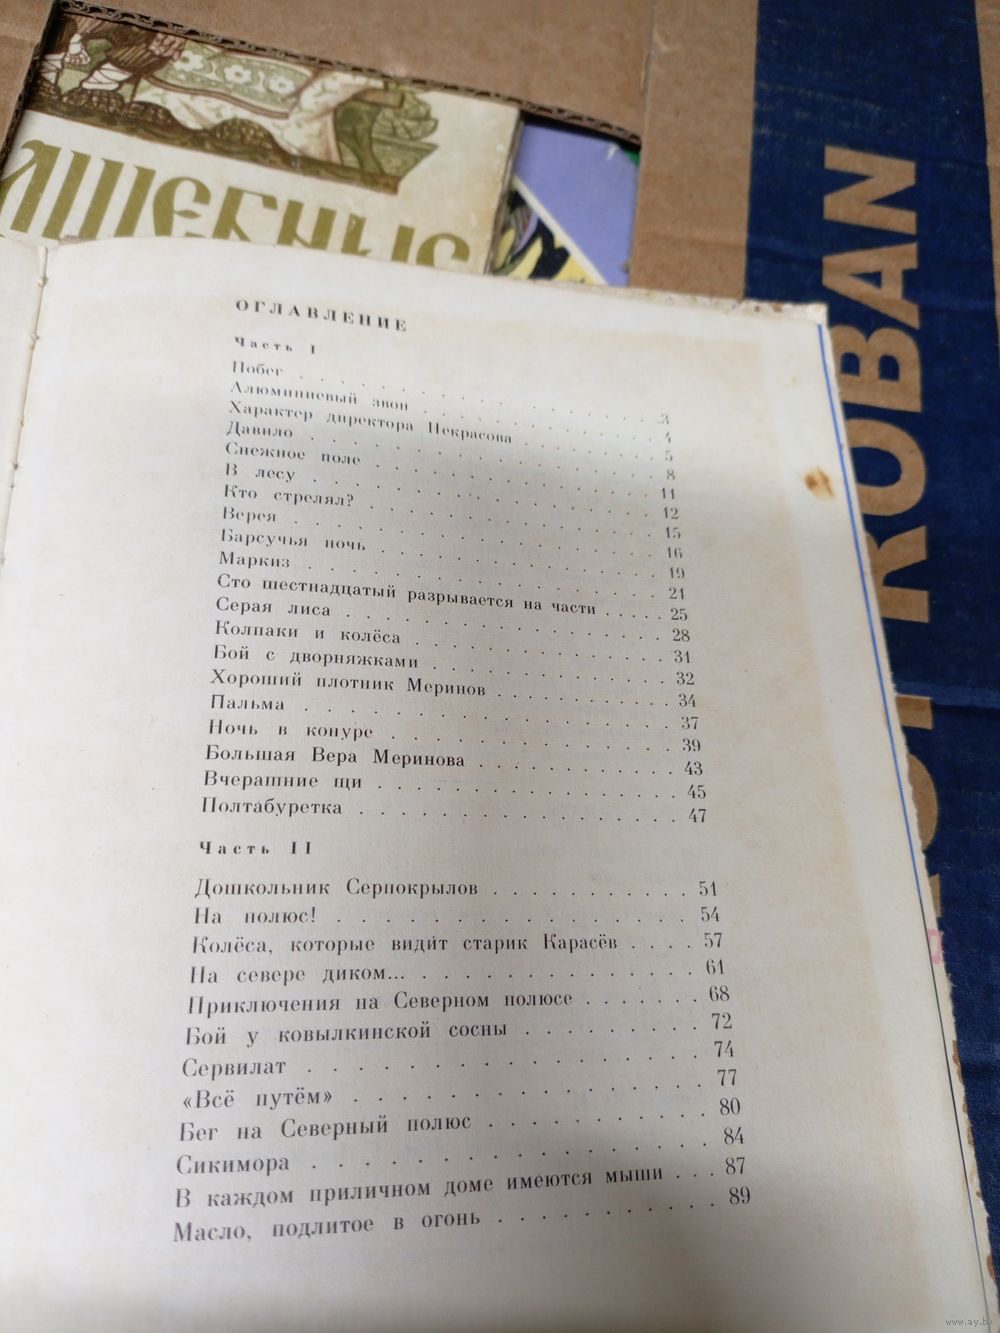 АШЕБНЫЕ
KROBAN
ОГЛАВЛЕНИЕ
Часть I
Побег . . . . . . . . . . . . . . 3
Алюминиевый звон . . . . . . . . . . 4
Характер директора Некрасова . . . . . . 5
Давило . . . . . . . . . . . . . . 8
Снежное поле . . . . . . . . . . . . 11
В лесу . . . . . . . . . . . . . . 12
Кто стрелял? . . . . . . . . . . . . 15
Верея . . . . . . . . . . . . . . 16
Барсучья ночь . . . . . . . . . . . . 19
Маркиз . . . . . . . . . . . . . . 21
Сто шестнадцатый разрывается на части . . . . 25
Серая лиса . . . . . . . . . . . . . 28
Колпаки и колёса . . . . . . . . . . . 31
Бой с дворняжками . . . . . . . . . . 32
Хороший плотник Меринов . . . . . . . . 34
Пальма . . . . . . . . . . . . . . 37
Ночь в конуре . . . . . . . . . . . . 39
Большая Вера Меринова . . . . . . . . . 43
Вчерашние щи . . . . . . . . . . . . 45
Полтабуретка . . . . . . . . . . . . 47
Часть II
Дошкольник Серпокрылов . . . . . . . . . 51
На полюс! . . . . . . . . . . . . . . 54
Колёса, которые видит старик Карасёв . . . . 57
На севере диком... . . . . . . . . . . . 61
Приключения на Северном полюсе . . . . . . . 68
Бой у ковылкинской сосны . . . . . . . . . 72
Сервилат . . . . . . . . . . . . . . 74
«Всё путём» . . . . . . . . . . . . . 77
Бег на Северный полюс . . . . . . . . . 80
Сикимора . . . . . . . . . . . . . . 84
В каждом приличном доме имеются мыши . . . 87
Масло, подлитое в огонь . . . . . . . . . 89
www.ay.by